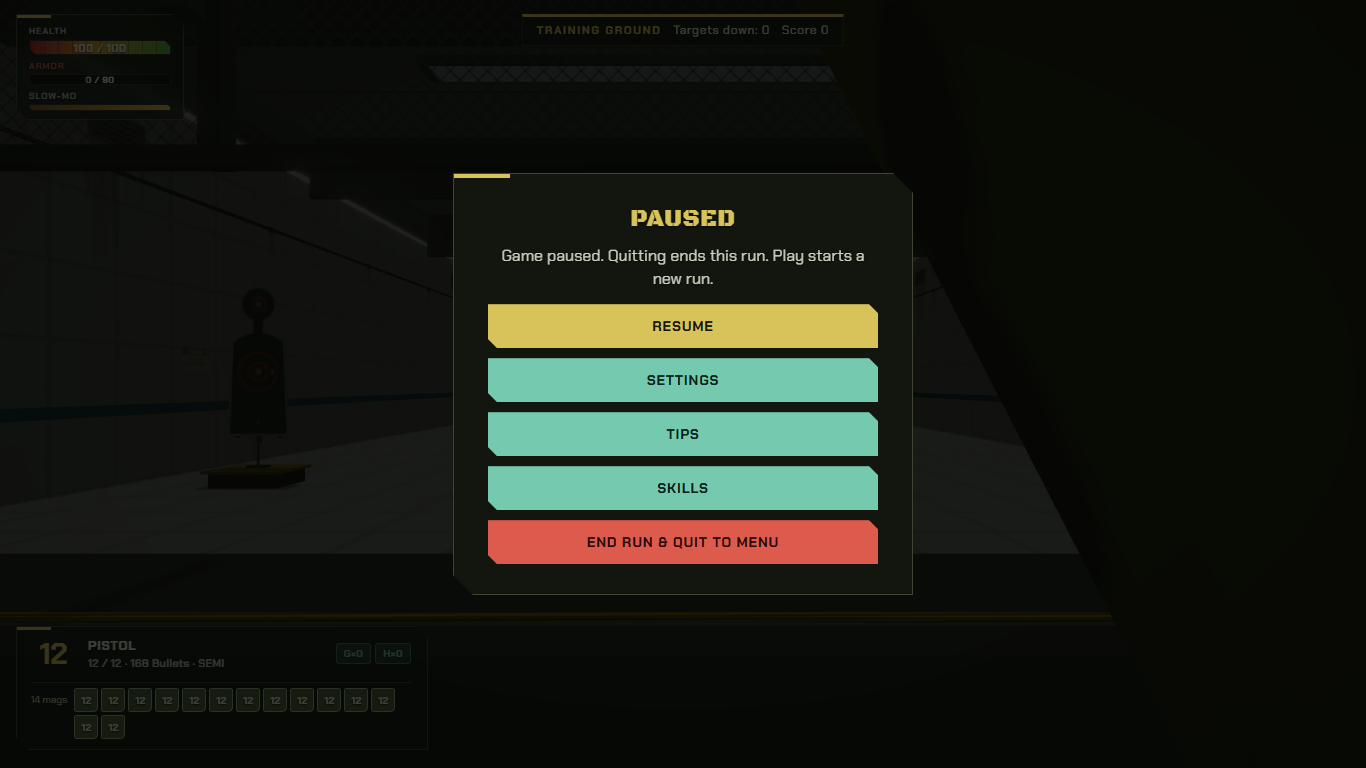 HEALTH
100 / 100
ARMOR
0 / 90
SLOW-MO
TRAINING GROUND Targets down: 0 Score 0
PAUSED
Game paused. Quitting ends this run. Play starts a
new run.
RESUME
SETTINGS
TIPS
SKILLS
END RUN & QUIT TO MENU
12 PISTOL
12 / 12 · 168 Bullets · SEMI
G×0 H×0
14 mags 12 12 12 12 12 12 12 12 12 12 12 12
12 12